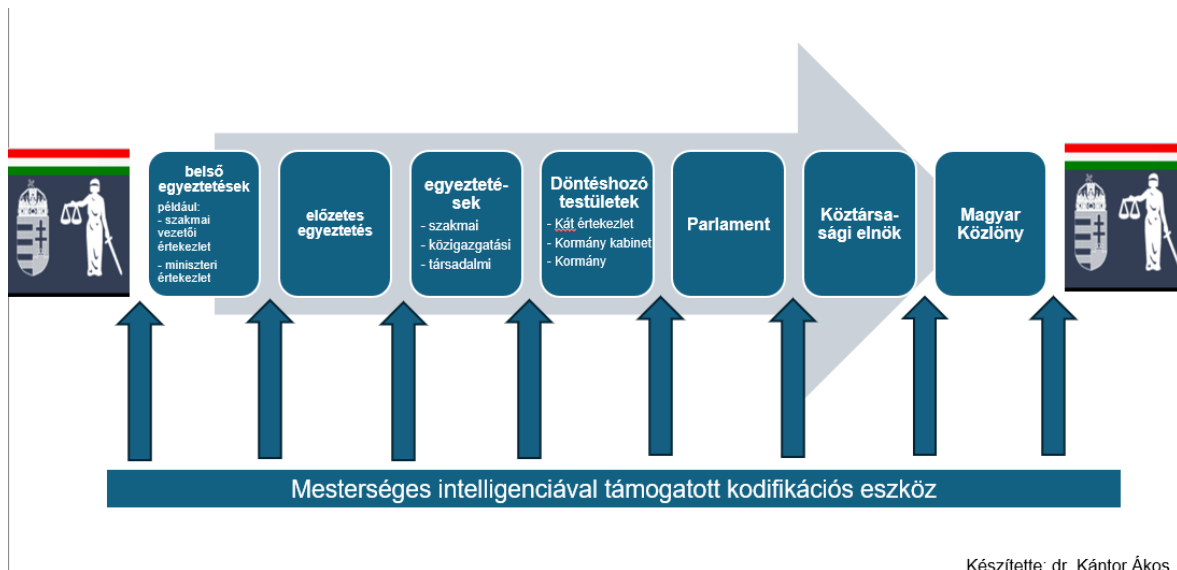 belső
egyeztetések
például:
- szakmai
vezetői
értekezlet
- miniszteri
értekezlet
előzetes
egyeztetés
egyezteté-
sek
- szakmai
- közigazgatási
- társadalmi
Döntéshozó
testületek
- Kát értekezlet
- Kormány kabinet
- Kormány
Parlament
Köztársa-
sági elnök
Magyar
Közlöny
Mesterséges intelligenciával támogatott kodifikációs eszköz
Készítette: dr. Kántor Ákos